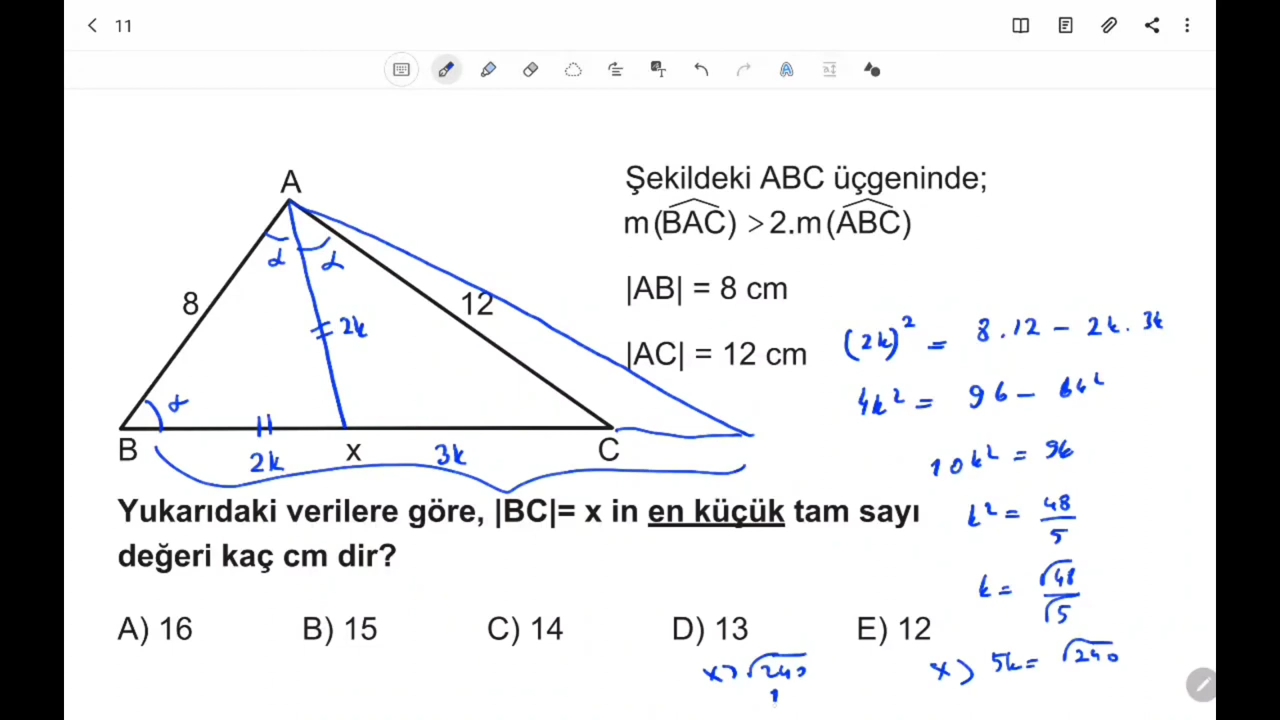 11
A
Şekildeki ABC üçgeninde;
m(BAC) > 2.m(ABC)
α α
8 12
|AB| = 8 cm
2k
|AC| = 12 cm
(2k)² = 8.12 - 2k.3k
4k² = 96 - 6k²
α
B x C
2k 3k
10k² = 96
Yukarıdaki verilere göre, |BC|= x in en küçük tam sayı
k² = 48/5
değeri kaç cm dir?
k = √48/√5
A) 16 B) 15 C) 14 D) 13 E) 12
x > √240 x > 5k = √240